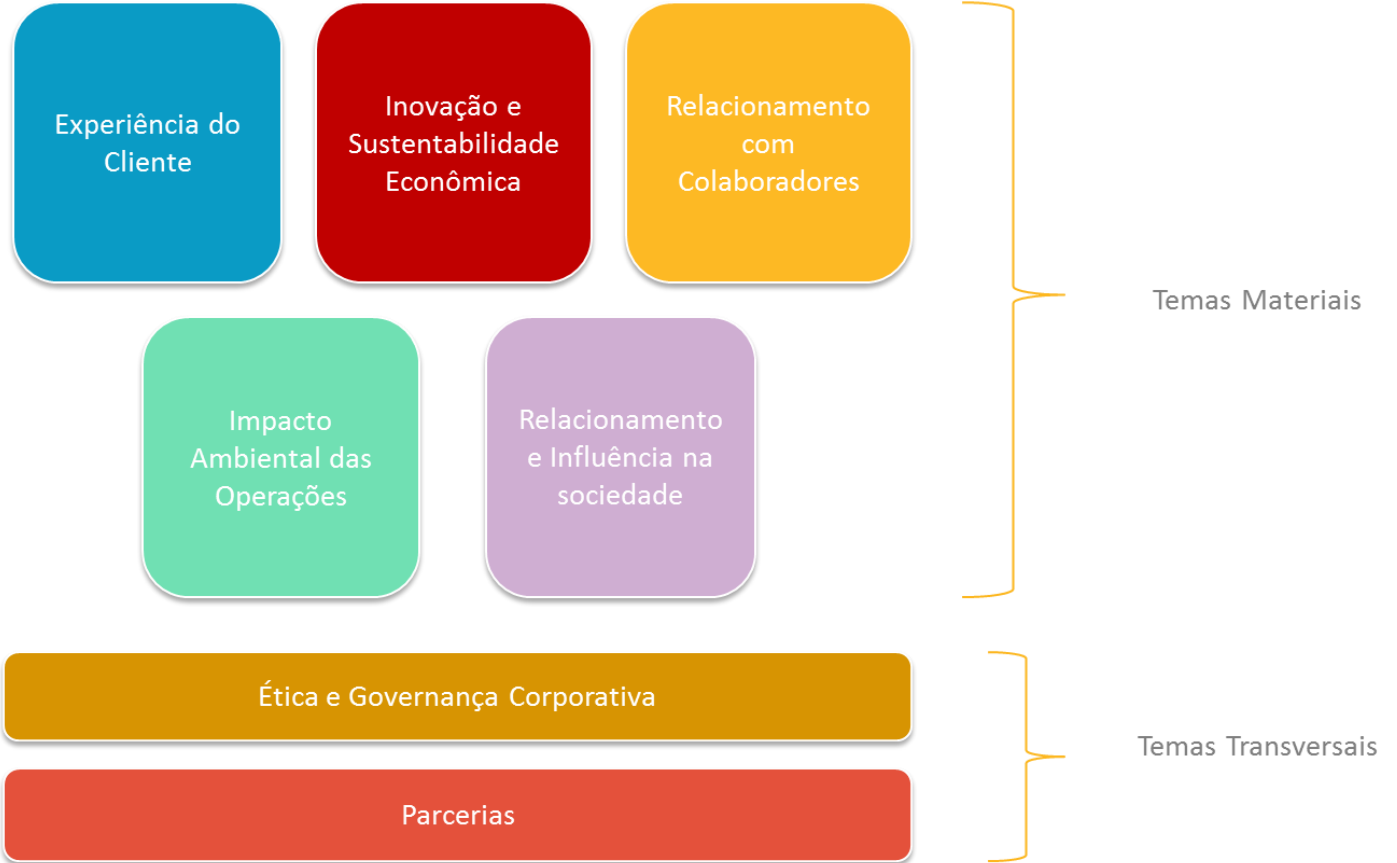 Experiência do
Cliente
Inovação e
Sustentabilidade
Econômica
Relacionamento
com
Colaboradores
Temas Materiais
Impacto
Ambiental das
Operações
Relacionamento
e Influência na
sociedade
Ética e Governança Corporativa
Temas Transversais
Parcerias